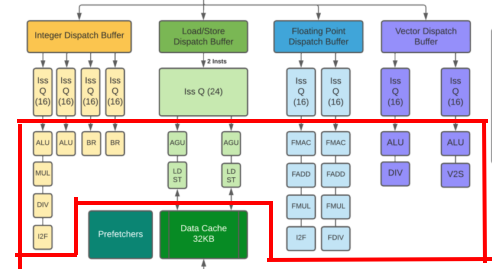 Integer Dispatch Buffer
Load/Store
Dispatch Buffer
Floating Point
Dispatch Buffer
Vector Dispatch
Buffer
2 Insts
Iss
Q
(16)
Iss
Q
(16)
Iss
Q
(16)
Iss
Q
(16)
Iss Q (24)
Iss
Q
(16)
Iss
Q
(16)
Iss
Q
(16)
Iss
Q
(16)
ALU
ALU
BR
BR
AGU
AGU
FMAC
FMAC
ALU
ALU
MUL
LD
ST
LD
ST
FADD
FADD
DIV
V2S
DIV
FMUL
FMUL
I2F
Prefetchers
Data Cache
32KB
I2F
FDIV